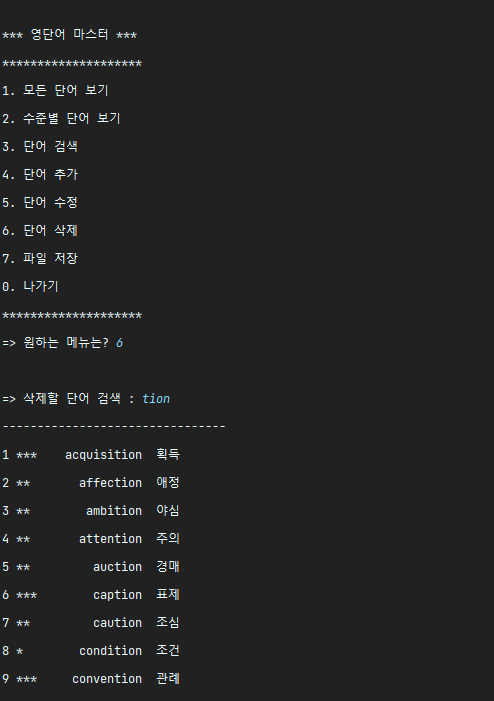 *** 영단어 마스터 ***
********************
1. 모든 단어 보기
2. 수준별 단어 보기
3. 단어 검색
4. 단어 추가
5. 단어 수정
6. 단어 삭제
7. 파일 저장
0. 나가기
********************
=> 원하는 메뉴는? 6
=> 삭제할 단어 검색 : tion
--------------------------------
1 *** acquisition 획득
2 ** affection 애정
3 ** ambition 야심
4 ** attention 주의
5 ** auction 경매
6 *** caption 표제
7 ** caution 조심
8 * condition 조건
9 *** convention 관례